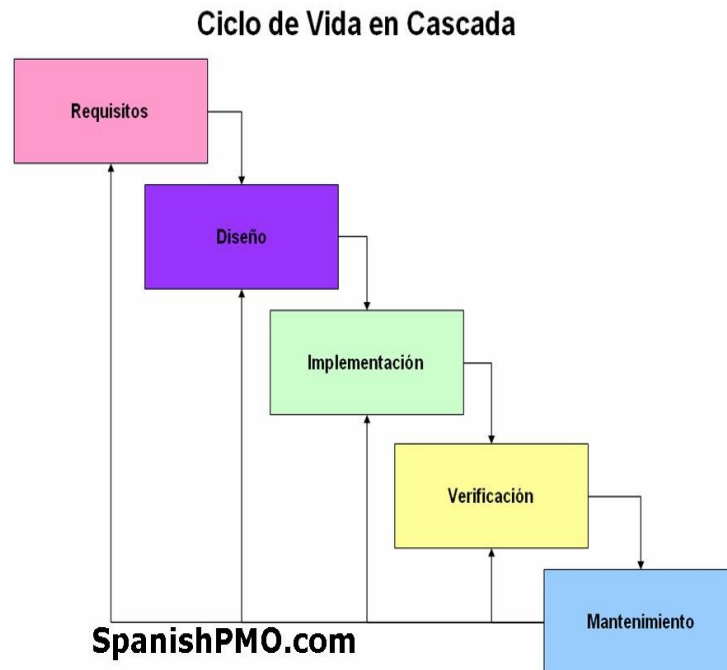 Ciclo de Vida en Cascada
Requisitos
Diseño
Implementación
Verificación
Mantenimiento
SpanishPMO.com